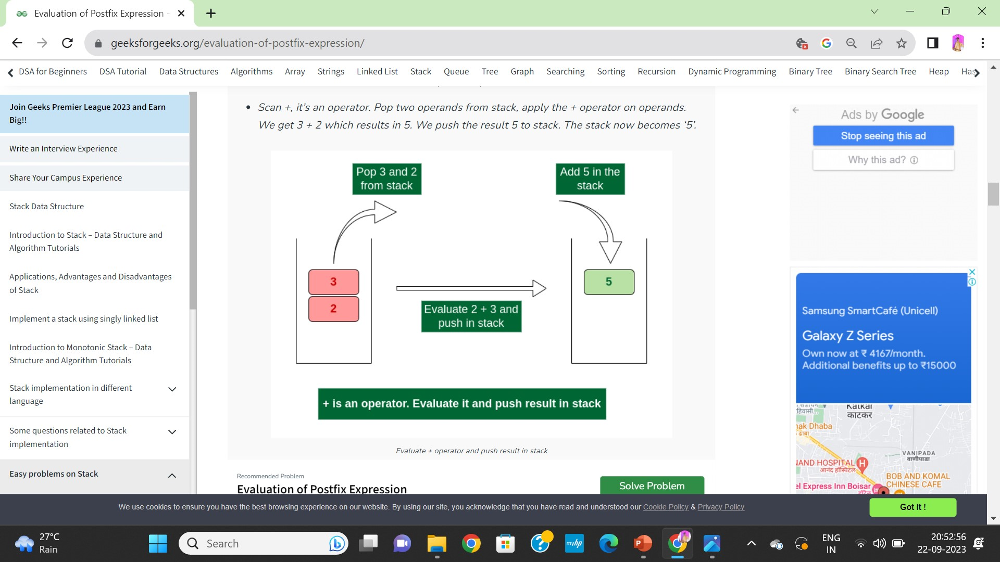 Evaluation of Postfix Expression -
geeksforgeeks.org/evaluation-of-postfix-expression/
DSA for Beginners DSA Tutorial Data Structures Algorithms Array Strings Linked List Stack Queue Tree Graph Searching Sorting Recursion Dynamic Programming Binary Tree Binary Search Tree Heap Has
Join Geeks Premier League 2023 and Earn
Big!!
Write an Interview Experience
Share Your Campus Experience
Stack Data Structure
Introduction to Stack – Data Structure and
Algorithm Tutorials
Applications, Advantages and Disadvantages
of Stack
Implement a stack using singly linked list
Introduction to Monotonic Stack – Data
Structure and Algorithm Tutorials
Stack implementation in different
language
Some questions related to Stack
implementation
Easy problems on Stack
• Scan +, it’s an operator. Pop two operands from stack, apply the + operator on operands.
We get 3 + 2 which results in 5. We push the result 5 to stack. The stack now becomes ‘5’.
Pop 3 and 2
from stack
Add 5 in the
stack
3
2
5
Evaluate 2 + 3 and
push in stack
+ is an operator. Evaluate it and push result in stack
Evaluate + operator and push result in stack
Recommended Problem
Evaluation of Postfix Expression
Solve Problem
Ads by Google
Stop seeing this ad
Why this ad?
Samsung SmartCafé (Unicell)
Galaxy Z Series
Own now at ₹ 4167/month.
Additional benefits up to ₹15000
Katkar
काटकर
nak Dhaba
VANIPADA
वाणीपाडा
NAND HOSPITAL H
आनंद हॉस्पिटल
BOB AND KOMAL
CHINESE CAFE
el Express Inn Boisar
We use cookies to ensure you have the best browsing experience on our website. By using our site, you acknowledge that you have read and understood our Cookie Policy & Privacy Policy
Got It !
27°C
Rain
Search
myhp
ENG
IN
20:52:56
22-09-2023